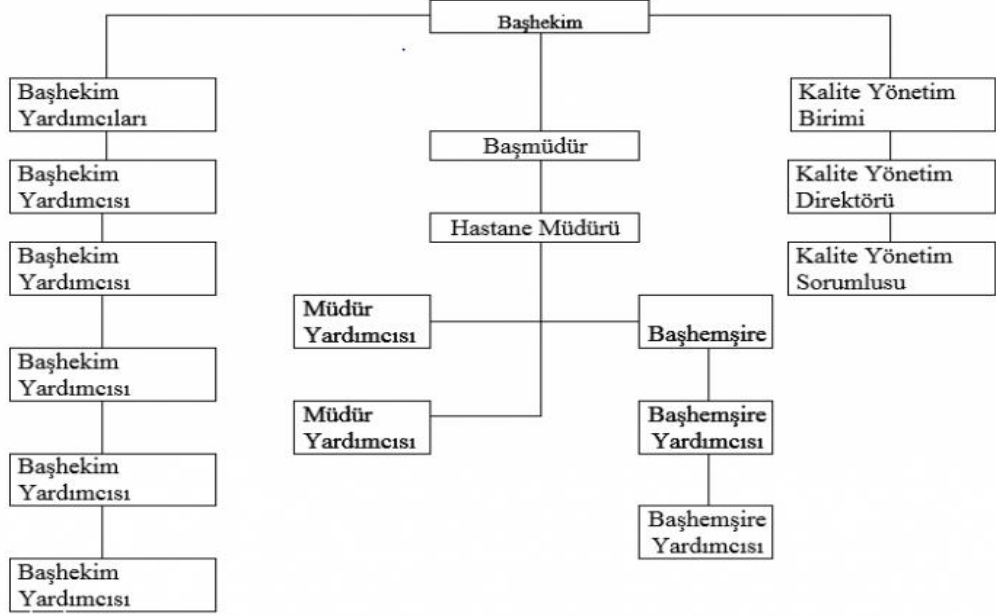 Başhekim
Başhekim
Yardımcıları
Başhekim
Yardımcısı
Başhekim
Yardımcısı
Başhekim
Yardımcısı
Başhekim
Yardımcısı
Başhekim
Yardımcısı
Başmüdür
Hastane Müdürü
Müdür
Yardımcısı
Müdür
Yardımcısı
Başhemşire
Başhemşire
Yardımcısı
Başhemşire
Yardımcısı
Kalite Yönetim
Birimi
Kalite Yönetim
Direktörü
Kalite Yönetim
Sorumlusu